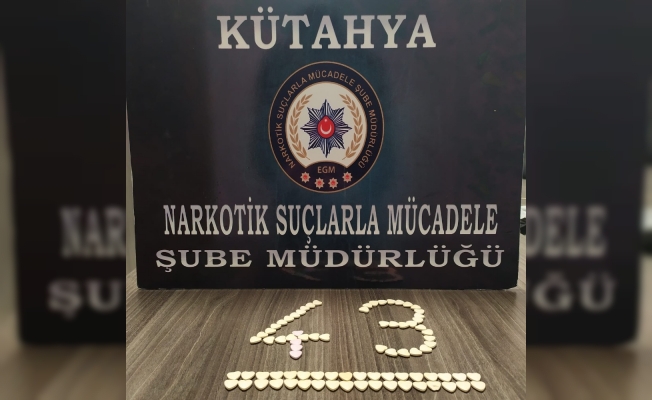 KÜTAHYA
NARKOTİK SUÇLARLA MÜCADELE ŞUBE MÜDÜRLÜĞÜ
EGM
NARKOTİK SUÇLARLA MÜCADELE
ŞUBE MÜDÜRLÜĞÜ
43